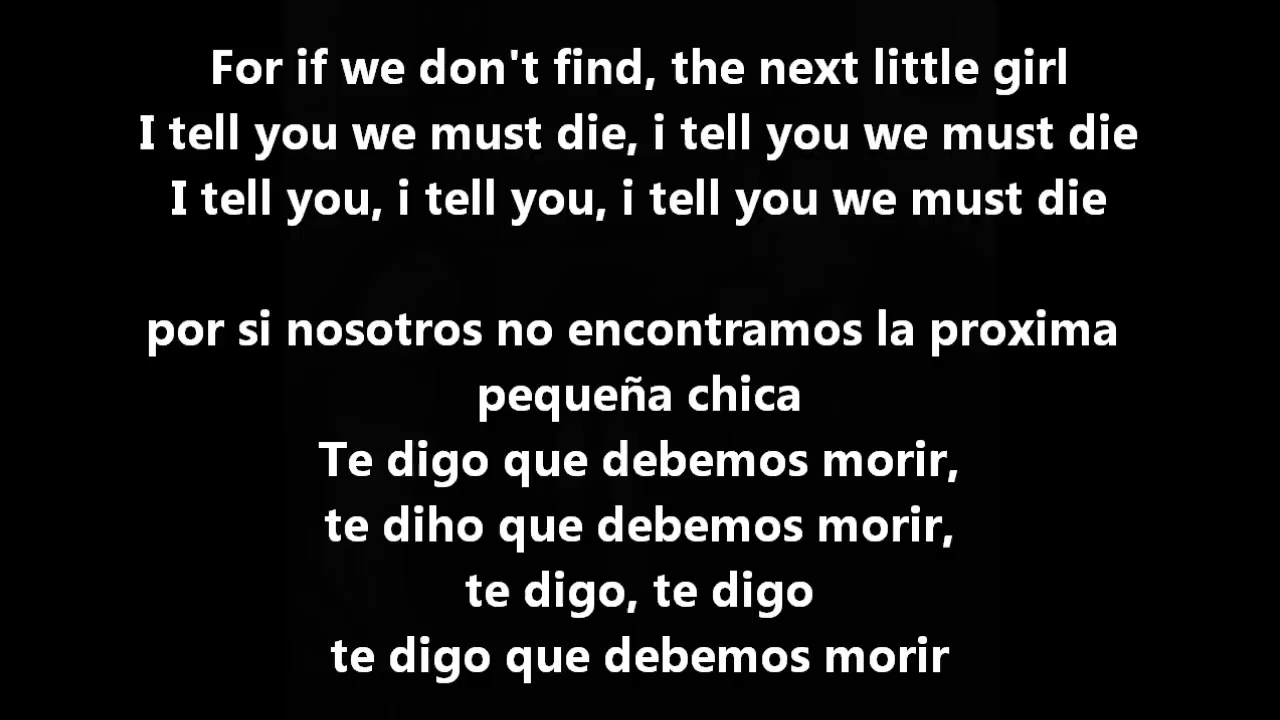 For if we don't find, the next little girl
I tell you we must die, i tell you we must die
I tell you, i tell you, i tell you we must die
por si nosotros no encontramos la proxima
pequeña chica
Te digo que debemos morir,
te diho que debemos morir,
te digo, te digo
te digo que debemos morir